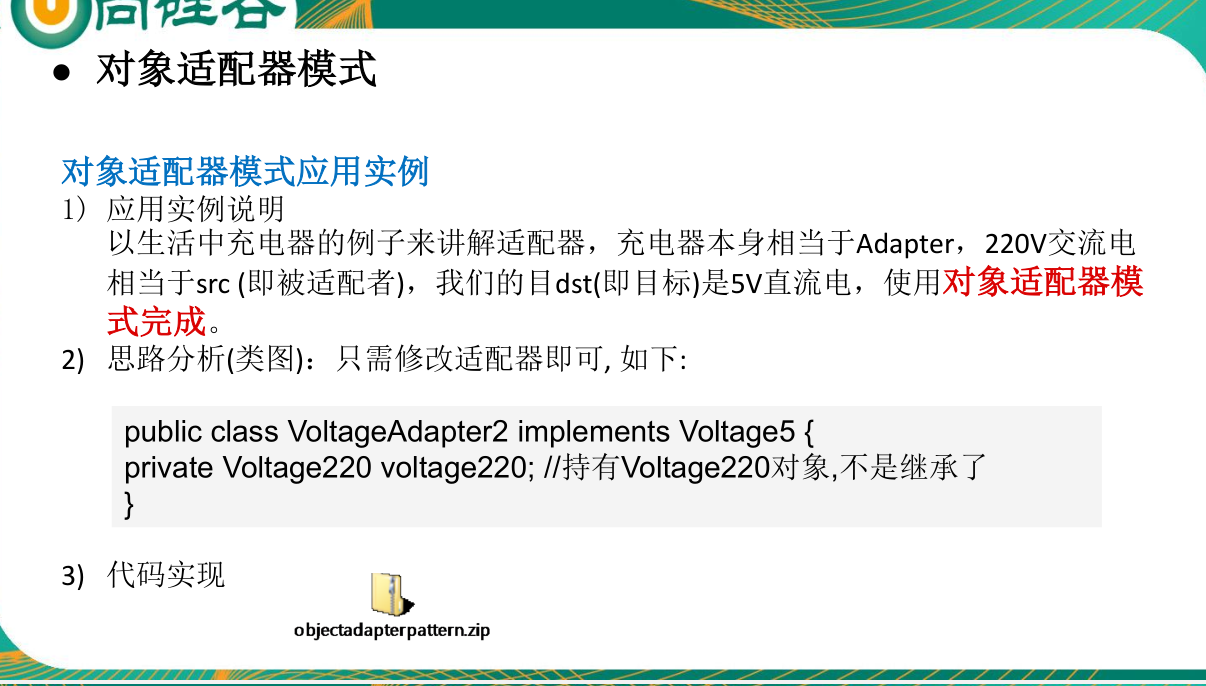 尚硅谷
● 对象适配器模式
对象适配器模式应用实例
1) 应用实例说明
以生活中充电器的例子来讲解适配器，充电器本身相当于Adapter，220V交流电
相当于src (即被适配者)，我们的目dst(即目标)是5V直流电，使用对象适配器模
式完成。
2) 思路分析(类图)：只需修改适配器即可, 如下:
public class VoltageAdapter2 implements Voltage5 {
private Voltage220 voltage220; //持有Voltage220对象,不是继承了
}
3) 代码实现
objectadapterpattern.zip